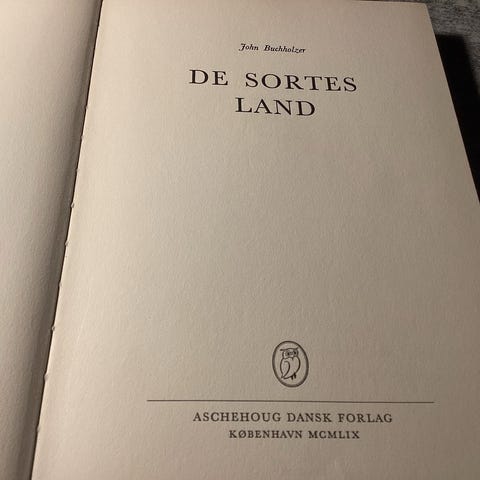 John Buchholzer
DE SORTES
LAND
ASCHEHOUG DANSK FORLAG
KØBENHAVN MCMLIX